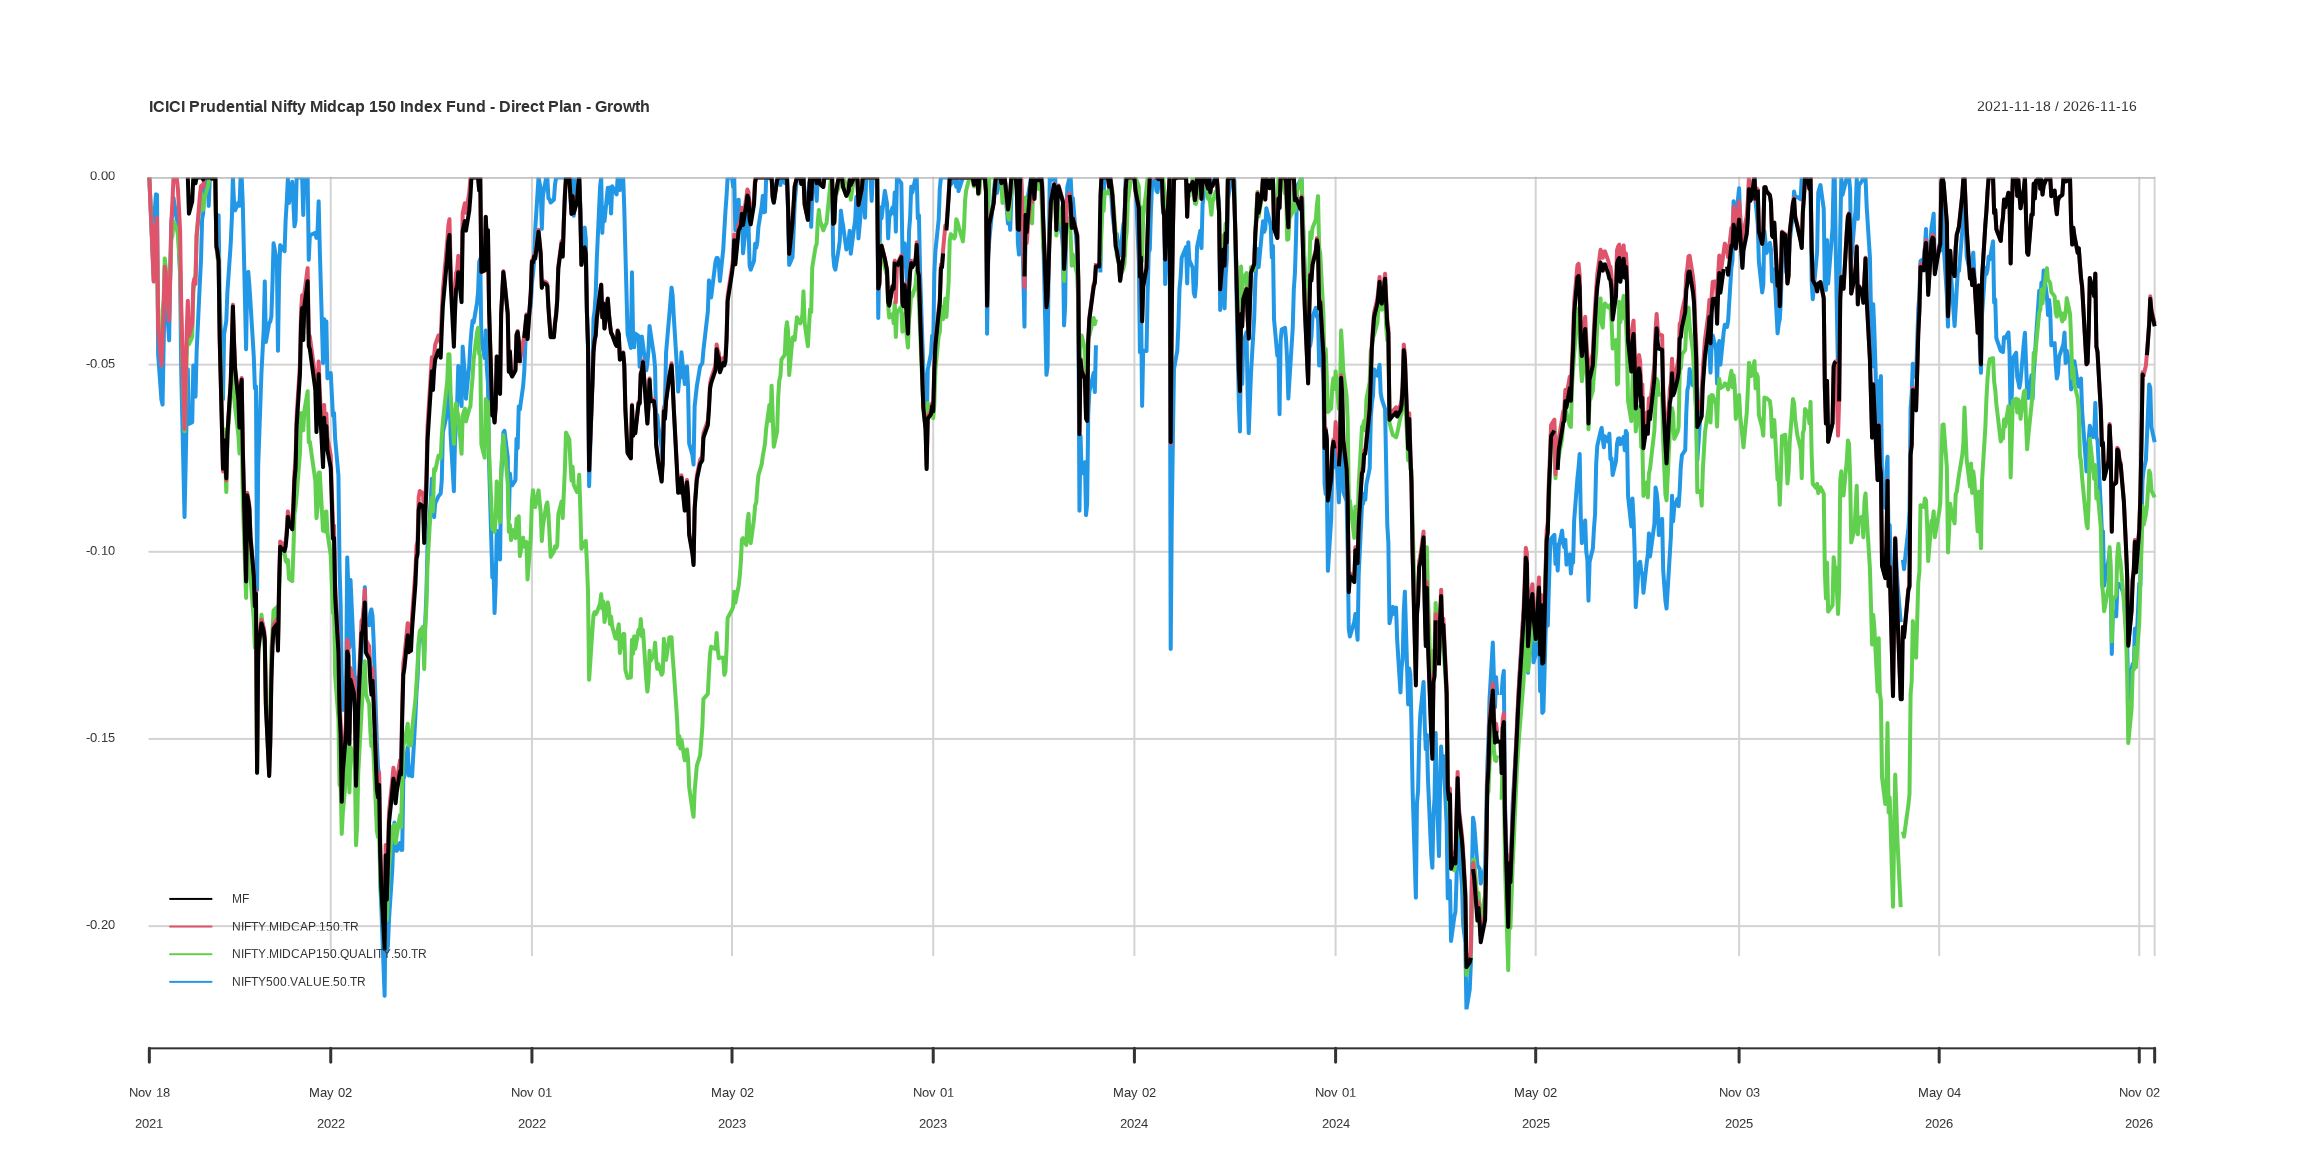 ICICI Prudential Nifty Midcap 150 Index Fund - Direct Plan - Growth
2021-11-18 / 2026-11-16
0.00
-0.05
-0.10
-0.15
-0.20
MF
NIFTY.MIDCAP.150.TR
NIFTY.MIDCAP150.QUALITY.50.TR
NIFTY500.VALUE.50.TR
Nov 18 May 02 Nov 01 May 02 Nov 01 May 02 Nov 01 May 02 Nov 03 May 04 Nov 02
2021 2022 2022 2023 2023 2024 2024 2025 2025 2026 2026